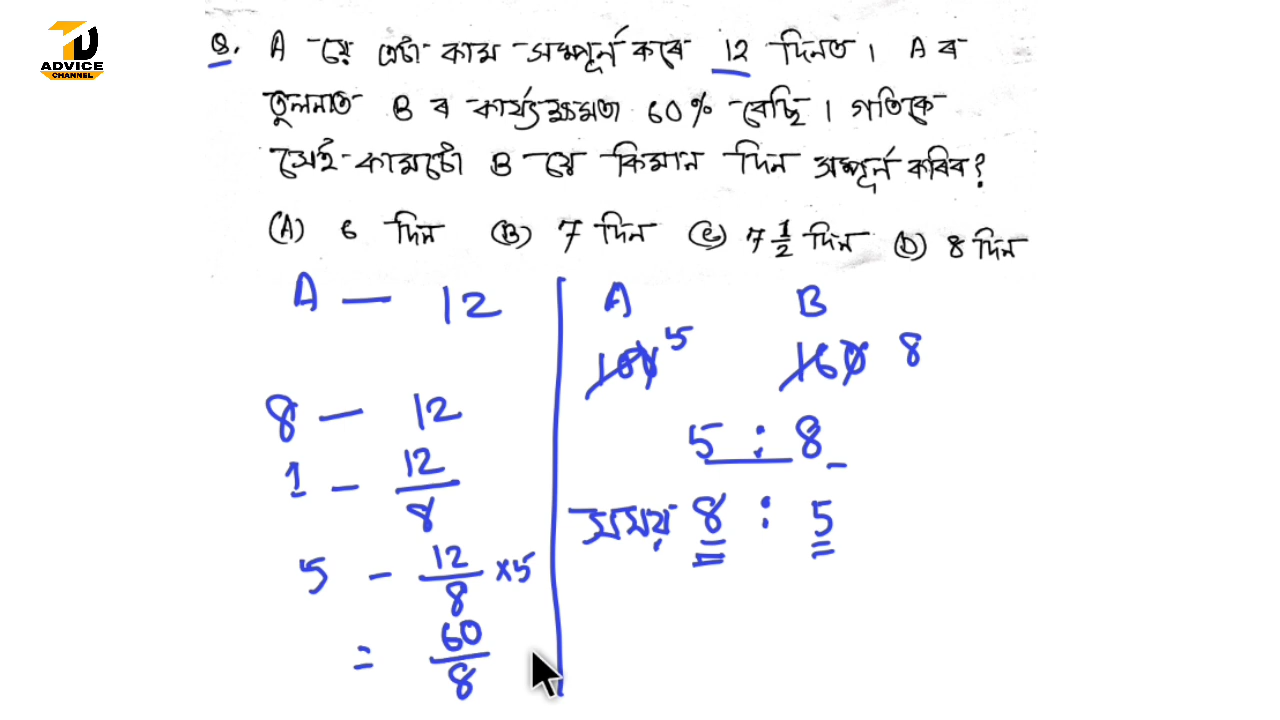 TD
ADVICE
CHANNEL
Q. A য়ে এটা কাম সম্পূৰ্ন কৰে 12 দিনত। A ৰ
তুলনাত B ৰ কাৰ্য্যক্ষমতা 60% বেছি। গতিকে
সেই কামটো B য়ে কিমান দিন সম্পূৰ্ন কৰিব?
(A) 6 দিন (B) 7 দিন (C) 7 1/2 দিন (D) 8 দিন
A — 12
8 — 12
1 — 12/8
5 — 12/8 ×5
= 60/8
A B
100 5 160 8
5 : 8
সময় 8 : 5